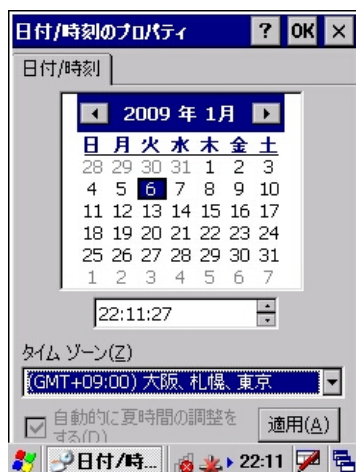 日付/時刻のプロパティ ? OK ×
日付/時刻
2009 年 1月
日 月 火 水 木 金 土
28 29 30 31 1 2 3
4 5 6 7 8 9 10
11 12 13 14 15 16 17
18 19 20 21 22 23 24
25 26 27 28 29 30 31
1 2 3 4 5 6 7
22:11:27
タイム ゾーン(Z)
(GMT+09:00) 大阪、札幌、東京
自動的に夏時間の調整を
する(D)
適用(A)
日付/時... 22:11